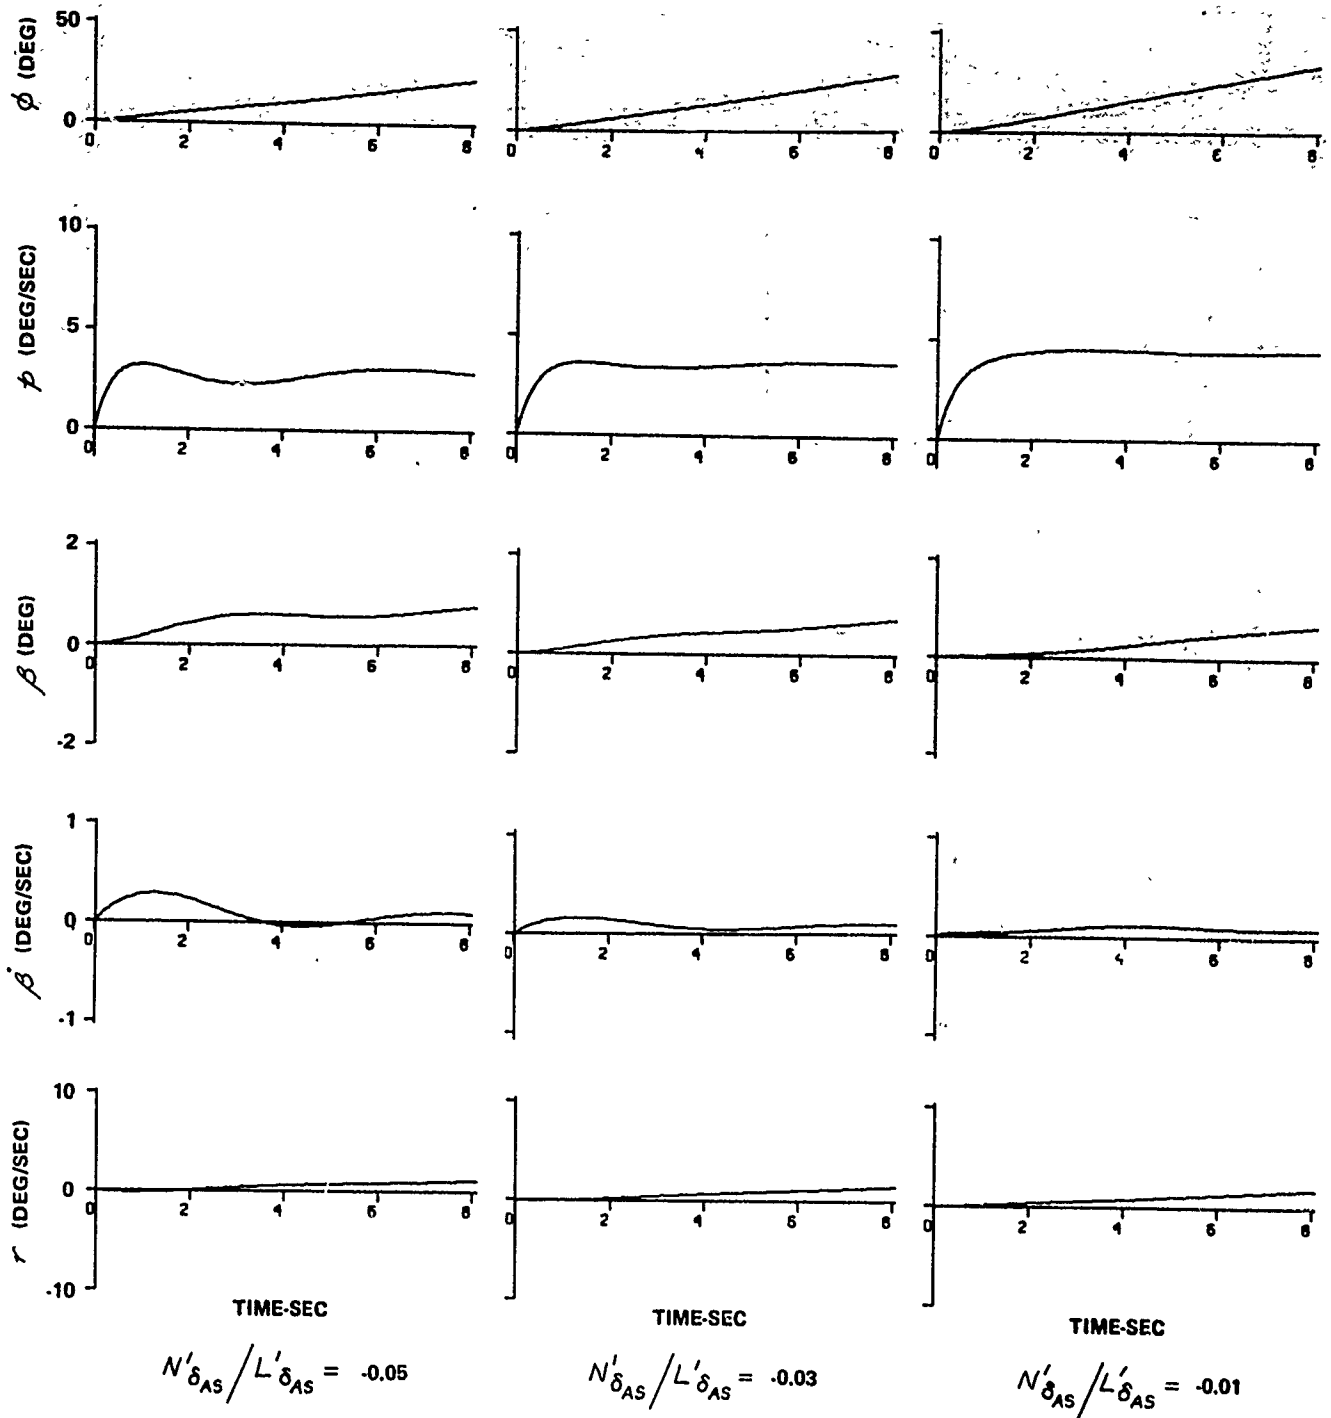 ϕ (DEG)
50
0
0 2 4 6 8
0 2 4 6 8
0 2 4 6 8
p (DEG/SEC)
10
5
0
0 2 4 6 8
0 2 4 6 8
0 2 4 6 8
β (DEG)
2
0
-2
0 2 4 6 8
0 2 4 6 8
0 2 4 6 8
β̇ (DEG/SEC)
1
0
-1
0 2 4 6 8
0 2 4 6 8
0 2 4 6 8
r (DEG/SEC)
10
0
-10
0 2 4 6 8
0 2 4 6 8
0 2 4 6 8
TIME-SEC
TIME-SEC
TIME-SEC
N'δAS/L'δAS = -0.05
N'δAS/L'δAS = -0.03
N'δAS/L'δAS = -0.01